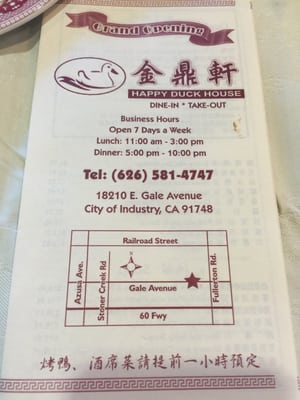 Grand Opening
金鼎軒
HAPPY DUCK HOUSE
DINE-IN * TAKE-OUT
Business Hours
Open 7 Days a Week
Lunch: 11:00 am - 3:00 pm
Dinner: 5:00 pm - 10:00 pm
Tel: (626) 581-4747
18210 E. Gale Avenue
City of Industry, CA 91748
Railroad Street
Azusa Ave.
Stoner Creek Rd
Gale Avenue
Fullerton Rd.
60 Fwy
烤鴨、酒席菜請提前一小時預定